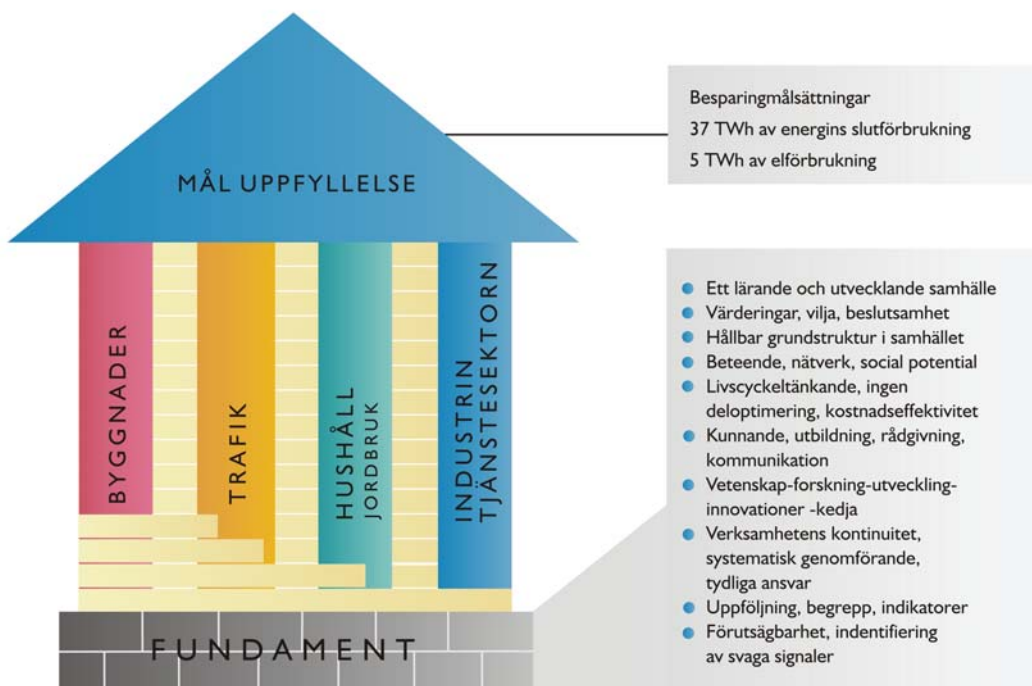 MÅL UPPFYLLELSE
BYGGNADER
TRAFIK
HUSHÅLL
JORDBRUK
INDUSTRIN
TJÄNSTESEKTORN
FUNDAMENT
Besparingmålsättningar
37 TWh av energins slutförbrukning
5 TWh av elförbrukning
Ett lärande och utvecklande samhälle
Värderingar, vilja, beslutsamhet
Hållbar grundstruktur i samhället
Beteende, nätverk, social potential
Livscyckeltänkande, ingen
deloptimering, kostnadseffektivitet
Kunnande, utbildning, rådgivning,
kommunikation
Vetenskap-forskning-utveckling-
innovationer -kedja
Verksamhetens kontinuitet,
systematisk genomförande,
tydliga ansvar
Uppföljning, begrepp, indikatorer
Förutsägbarhet, indentifiering
av svaga signaler